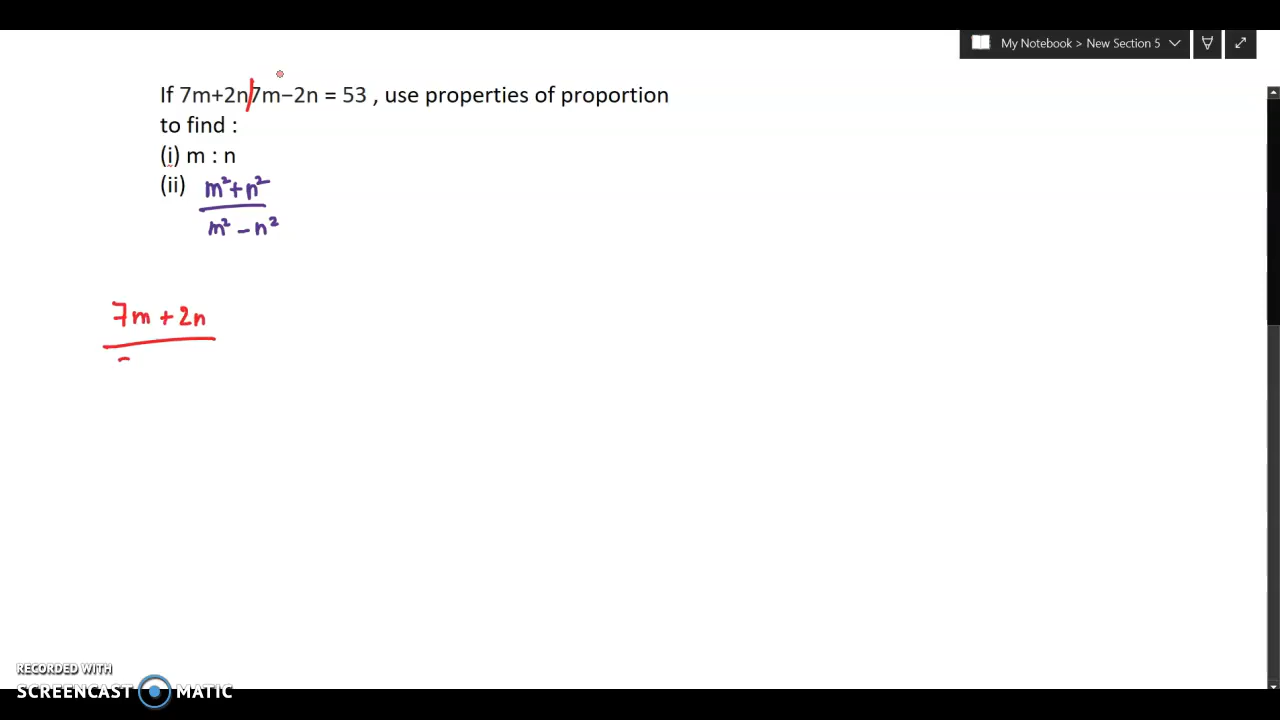 My Notebook > New Section 5
If 7m+2n/7m−2n = 53 , use properties of proportion
to find :
(i) m : n
(ii) m²+n²
m² − n²
7m + 2n
RECORDED WITH
SCREENCAST MATIC